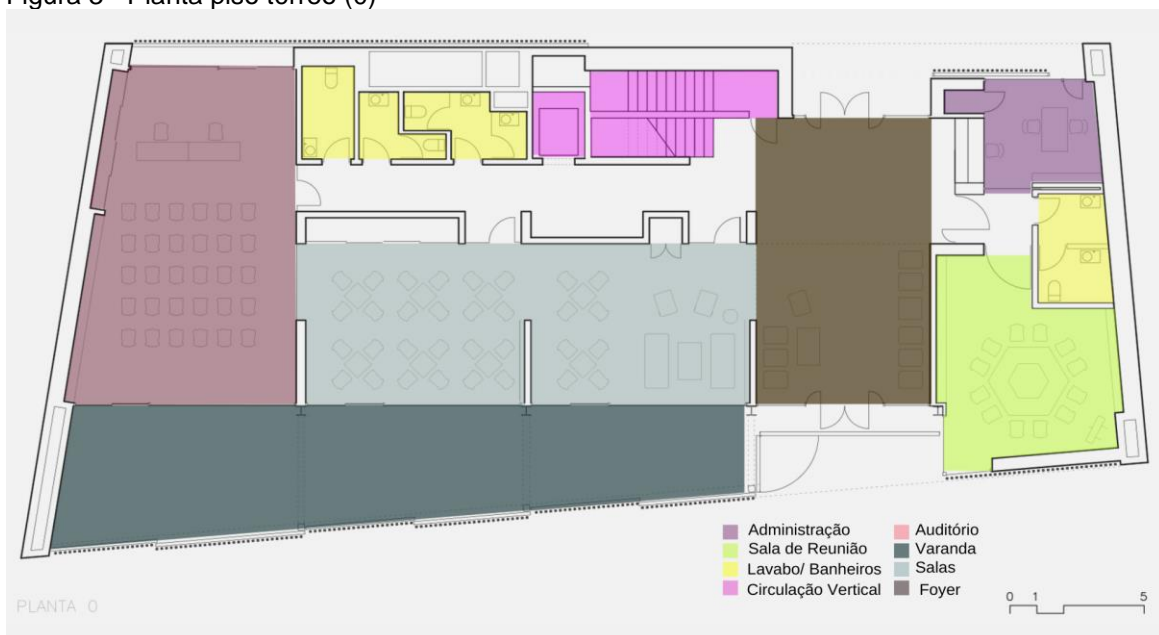 Figura 8 - Planta piso térreo (0)
Administração
Sala de Reunião
Lavabo/ Banheiros
Circulação Vertical
Auditório
Varanda
Salas
Foyer
0 1 5
PLANTA 0